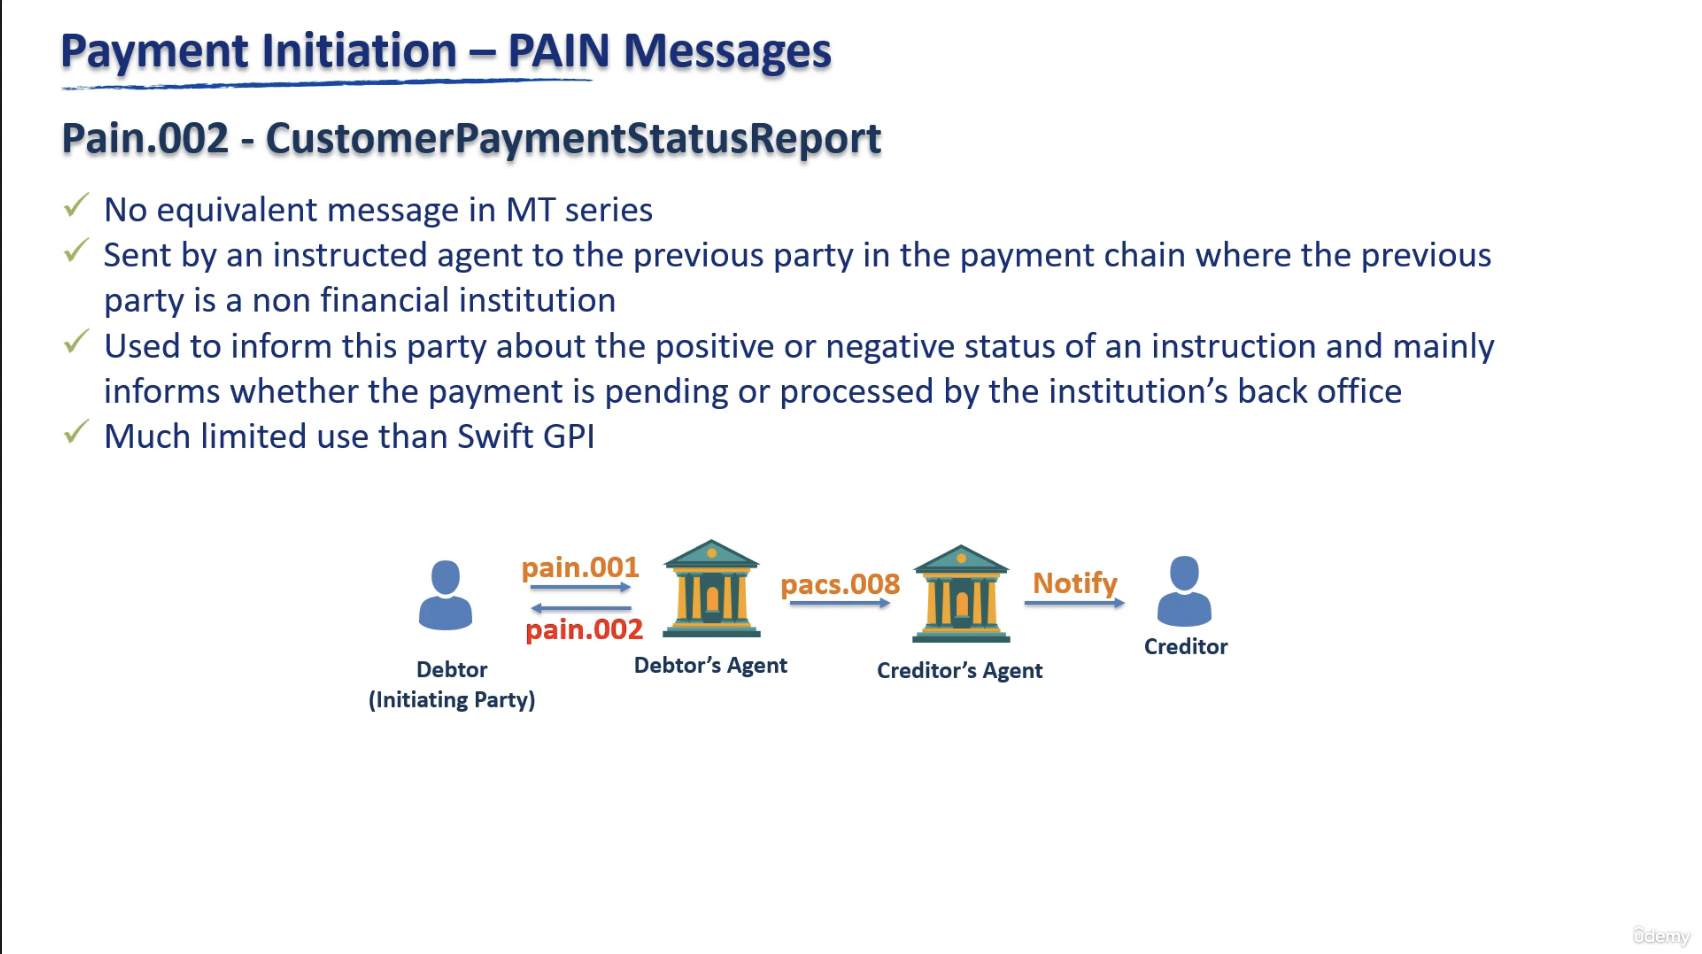 Payment Initiation – PAIN Messages
Pain.002 - CustomerPaymentStatusReport
No equivalent message in MT series
Sent by an instructed agent to the previous party in the payment chain where the previous
party is a non financial institution
Used to inform this party about the positive or negative status of an instruction and mainly
informs whether the payment is pending or processed by the institution’s back office
Much limited use than Swift GPI
pain.001
pain.002
pacs.008
Notify
Debtor
(Initiating Party)
Debtor’s Agent
Creditor’s Agent
Creditor
ûdemy